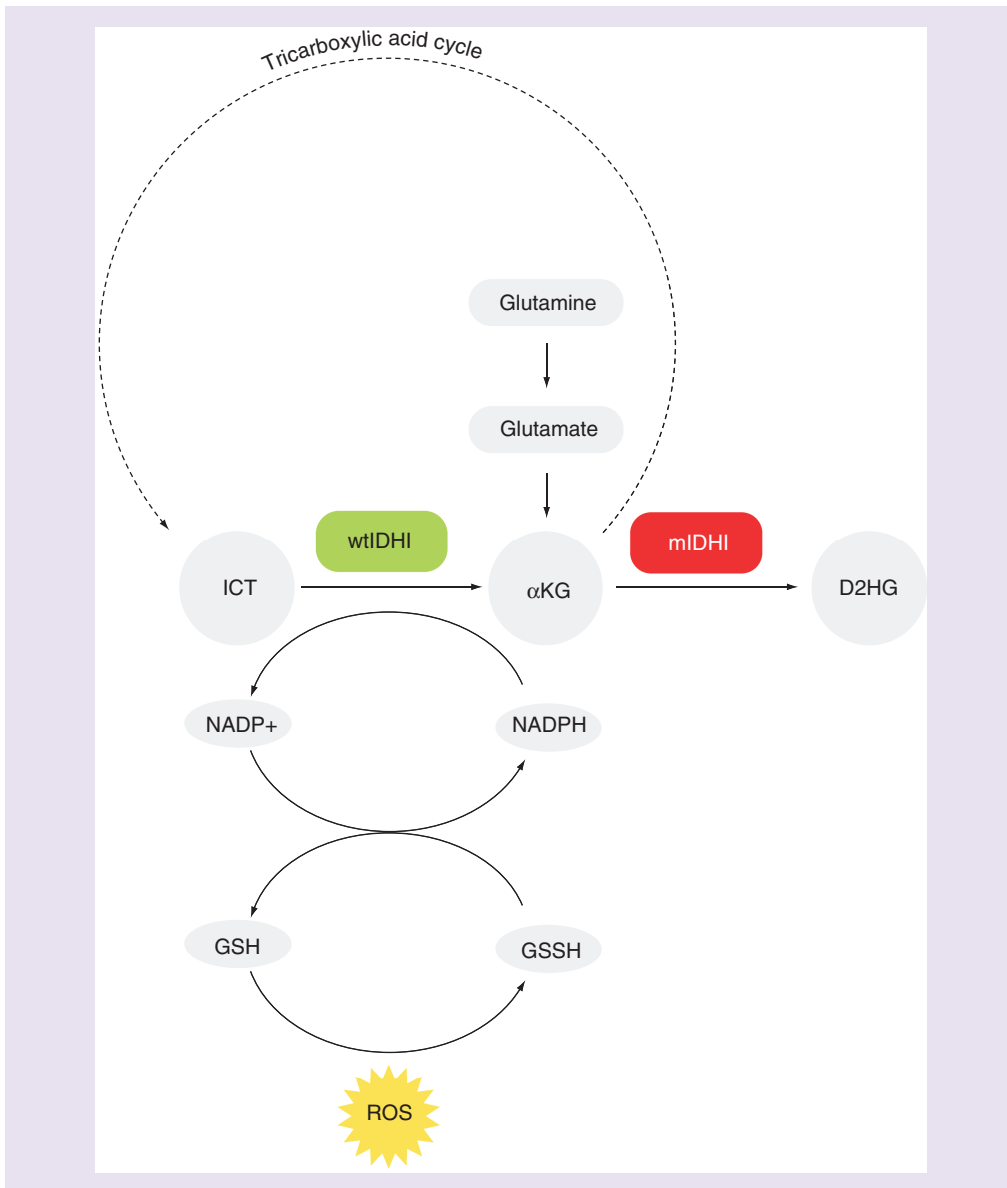 Tricarboxylic acid cycle
Glutamine
Glutamate
wtIDHI
mIDHI
ICT
αKG
D2HG
NADP+
NADPH
GSH
GSSH
ROS